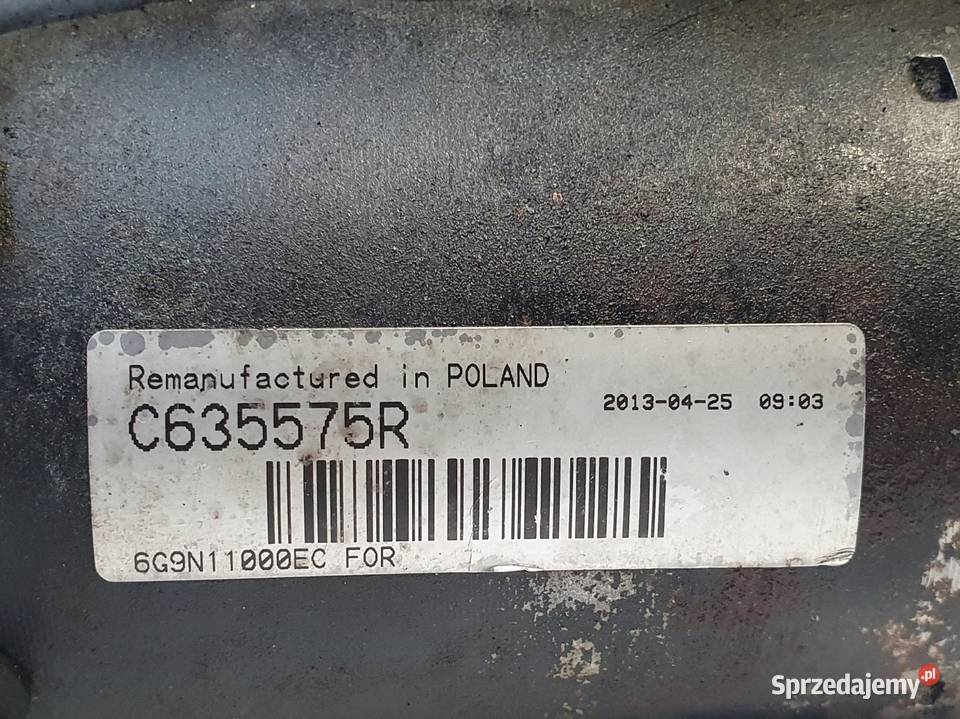 Remanufactured in POLAND
2013-04-25 09:03
C635575R
6G9N11000EC FOR
Sprzedajemy.pl